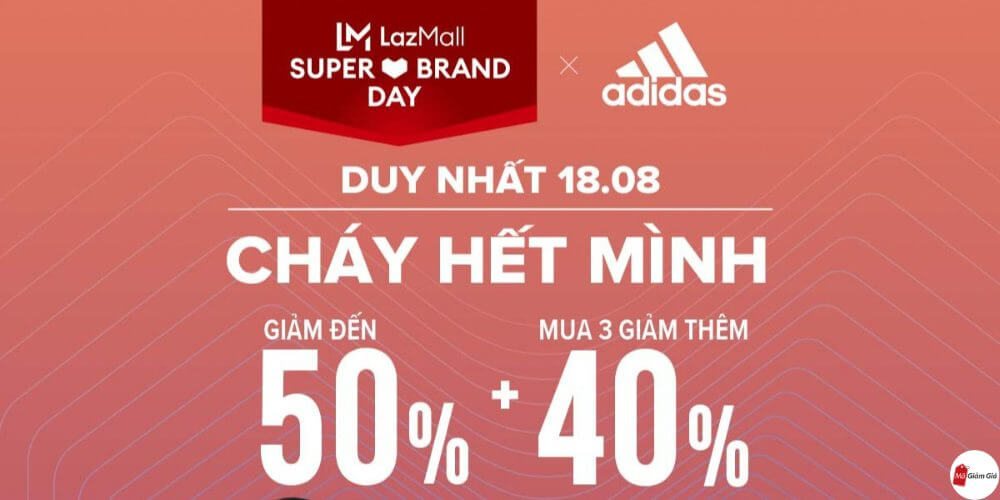 LM LazMall
SUPER BRAND
DAY
adidas
DUY NHẤT 18.08
CHÁY HẾT MÌNH
GIẢM ĐẾN
50%
+
MUA 3 GIẢM THÊM
40%
Mã Giảm Giá